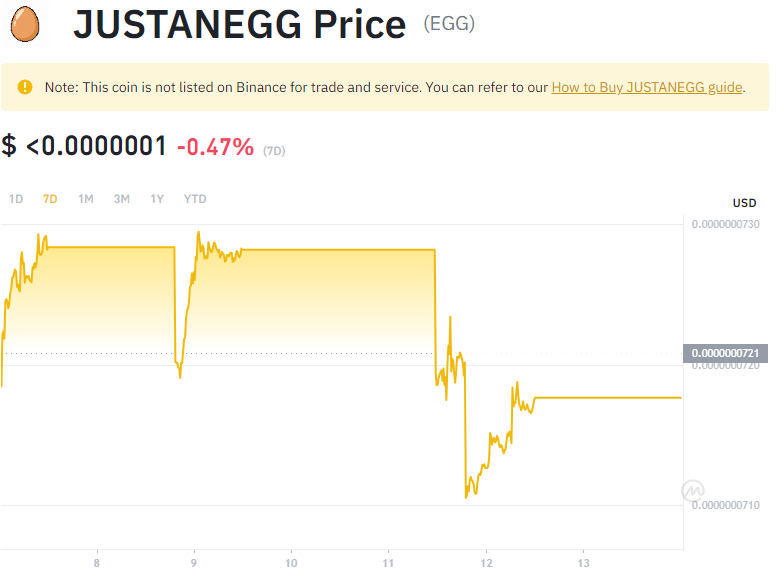 JUSTANEGG Price (EGG)
Note: This coin is not listed on Binance for trade and service. You can refer to our How to Buy JUSTANEGG guide.
$ <0.0000001 -0.47% (7D)
1D 7D 1M 3M 1Y YTD
USD
0.0000000730
0.0000000721
0.0000000720
0.0000000710
8 9 10 11 12 13